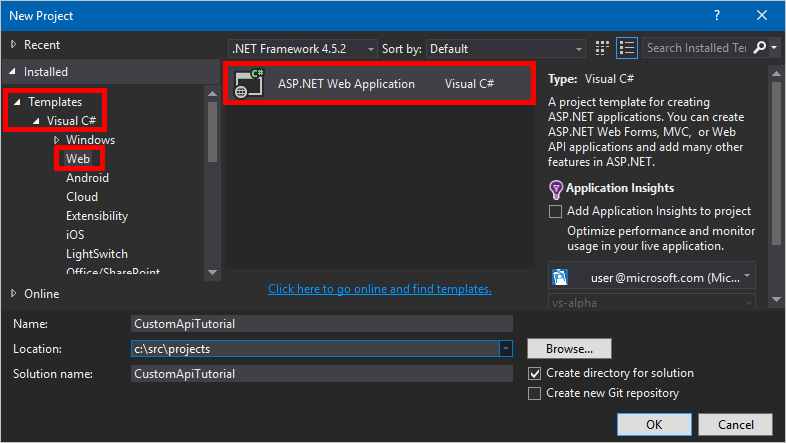 New Project
Recent
.NET Framework 4.5.2
Sort by: Default
Search Installed Te
Installed
Templates
Visual C#
Windows
Web
Android
Cloud
Extensibility
iOS
LightSwitch
Office/SharePoint
Online
C#
ASP.NET Web Application Visual C#
Click here to go online and find templates.
Type: Visual C#
A project template for creating
ASP.NET applications. You can create
ASP.NET Web Forms, MVC, or Web
API applications and add many other
features in ASP.NET.
Application Insights
Add Application Insights to project
Optimize performance and monitor
usage in your live application.
user@microsoft.com (Mic...
vs-alpha
Name: CustomApiTutorial
Location: c:\src\projects
Browse...
Solution name: CustomApiTutorial
Create directory for solution
Create new Git repository
OK
Cancel